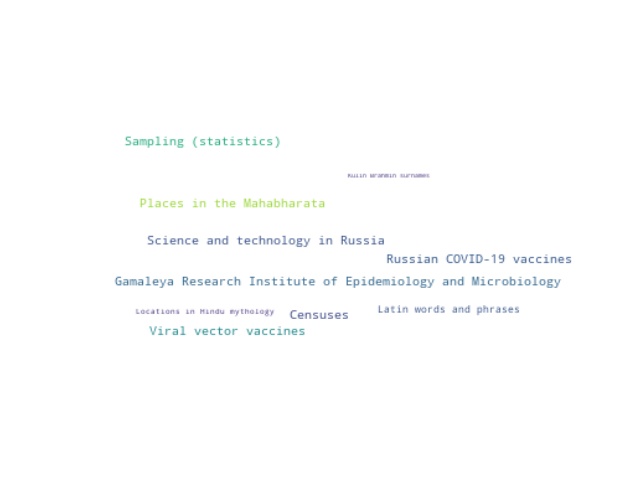 Sampling (statistics)
Kulin Brahmin surnames
Places in the Mahabharata
Science and technology in Russia
Russian COVID-19 vaccines
Gamaleya Research Institute of Epidemiology and Microbiology
Locations in Hindu mythology
Censuses
Latin words and phrases
Viral vector vaccines